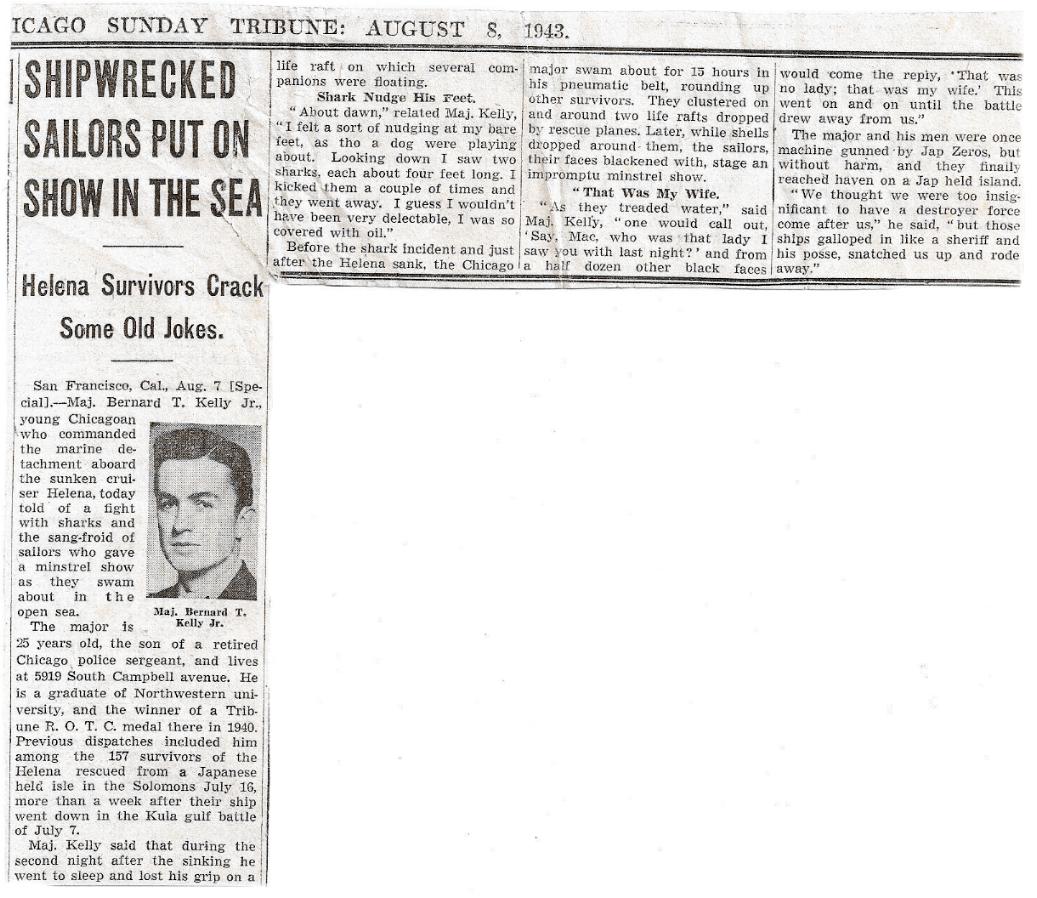 ICAGO SUNDAY TRIBUNE: AUGUST 8, 1943.
SHIPWRECKED
SAILORS PUT ON
SHOW IN THE SEA
Helena Survivors Crack
Some Old Jokes.
San Francisco, Cal., Aug. 7 [Spe-
cial].—Maj. Bernard T. Kelly Jr.,
young Chicagoan
who commanded
the marine de-
tachment aboard
the sunken crui-
ser Helena, today
told of a fight
with sharks and
the sang-froid of
sailors who gave
a minstrel show
as they swam
about in the
open sea.
Maj. Bernard T.
Kelly Jr.
The major is
25 years old, the son of a retired
Chicago police sergeant, and lives
at 5919 South Campbell avenue. He
is a graduate of Northwestern uni-
versity, and the winner of a Trib-
une R. O. T. C. medal there in 1940.
Previous dispatches included him
among the 157 survivors of the
Helena rescued from a Japanese
held isle in the Solomons July 16,
more than a week after their ship
went down in the Kula gulf battle
of July 7.
Maj. Kelly said that during the
second night after the sinking he
went to sleep and lost his grip on a
life raft on which several com-
panions were floating.
Shark Nudge His Feet.
"About dawn," related Maj. Kelly,
"I felt a sort of nudging at my bare
feet, as tho a dog were playing
about. Looking down I saw two
sharks, each about four feet long. I
kicked them a couple of times and
they went away. I guess I wouldn't
have been very delectable, I was so
covered with oil."
Before the shark incident and just
after the Helena sank, the Chicago
major swam about for 15 hours in
his pneumatic belt, rounding up
other survivors. They clustered on
and around two life rafts dropped
by rescue planes. Later, while shells
dropped around them, the sailors,
their faces blackened with, stage an
impromptu minstrel show.
"That Was My Wife.
"As they treaded water," said
Maj. Kelly, "one would call out,
'Say, Mac, who was that lady I
saw you with last night?' and from
a half dozen other black faces
would come the reply, 'That was
no lady; that was my wife.' This
went on and on until the battle
drew away from us."
The major and his men were once
machine gunned by Jap Zeros, but
without harm, and they finally
reached haven on a Jap held island.
"We thought we were too insig-
nificant to have a destroyer force
come after us," he said, "but those
ships galloped in like a sheriff and
his posse, snatched us up and rode
away."